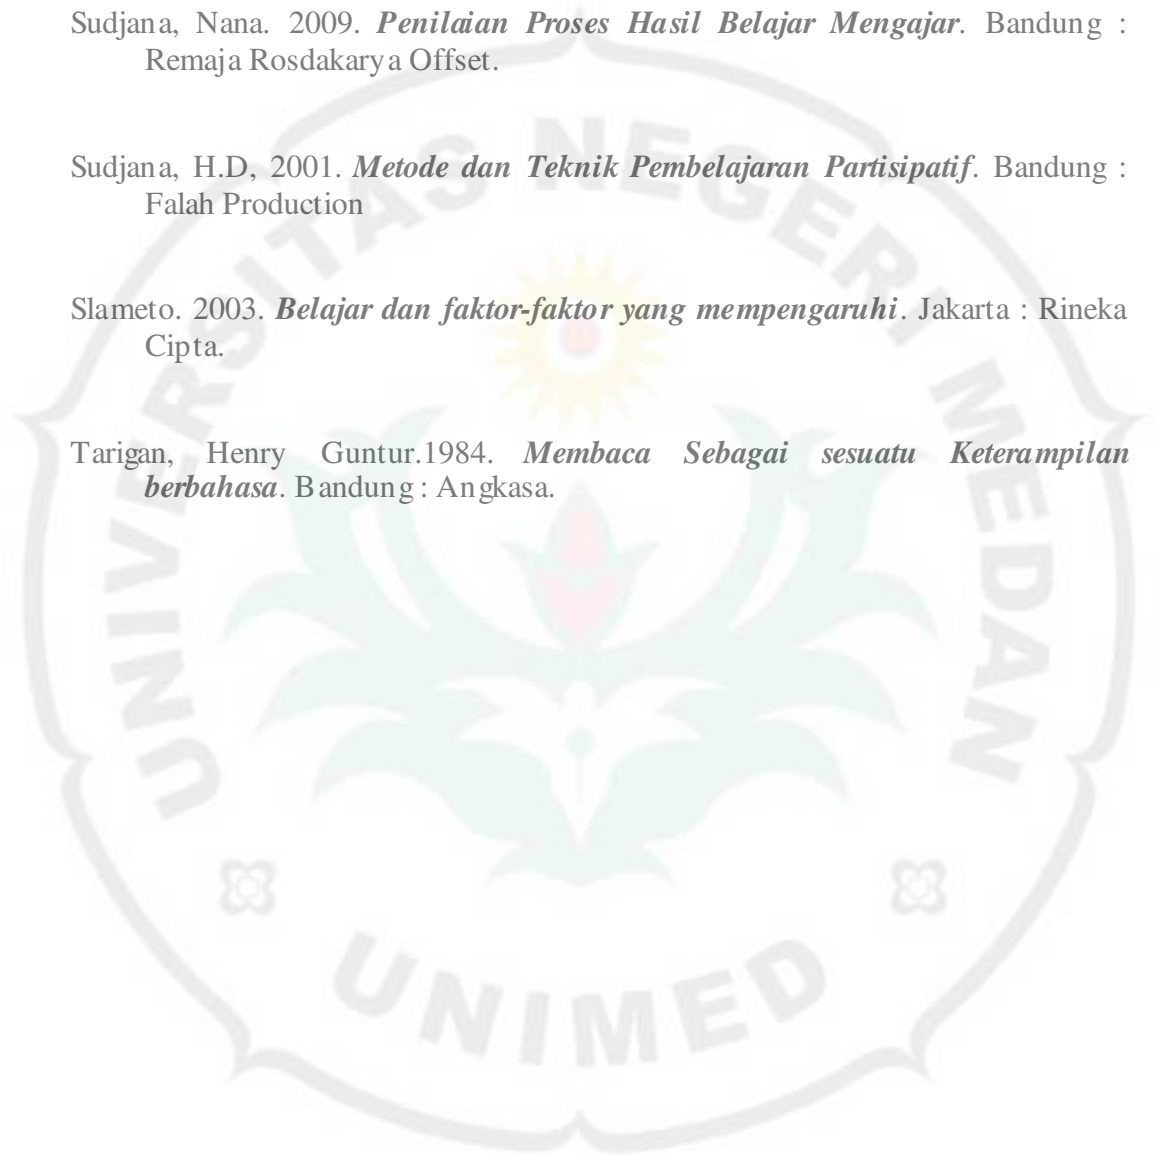 Sudjana, Nana. 2009. Penilaian Proses Hasil Belajar Mengajar. Bandung :
Remaja Rosdakarya Offset.
Sudjana, H.D, 2001. Metode dan Teknik Pembelajaran Partisipatif. Bandung :
Falah Production
Slameto. 2003. Belajar dan faktor-faktor yang mempengaruhi. Jakarta : Rineka
Cipta.
Tarigan, Henry Guntur.1984. Membaca Sebagai sesuatu Keterampilan
berbahasa. Bandung : Angkasa.
UNIVERSITAS NEGERI MEDAN
UNIMED